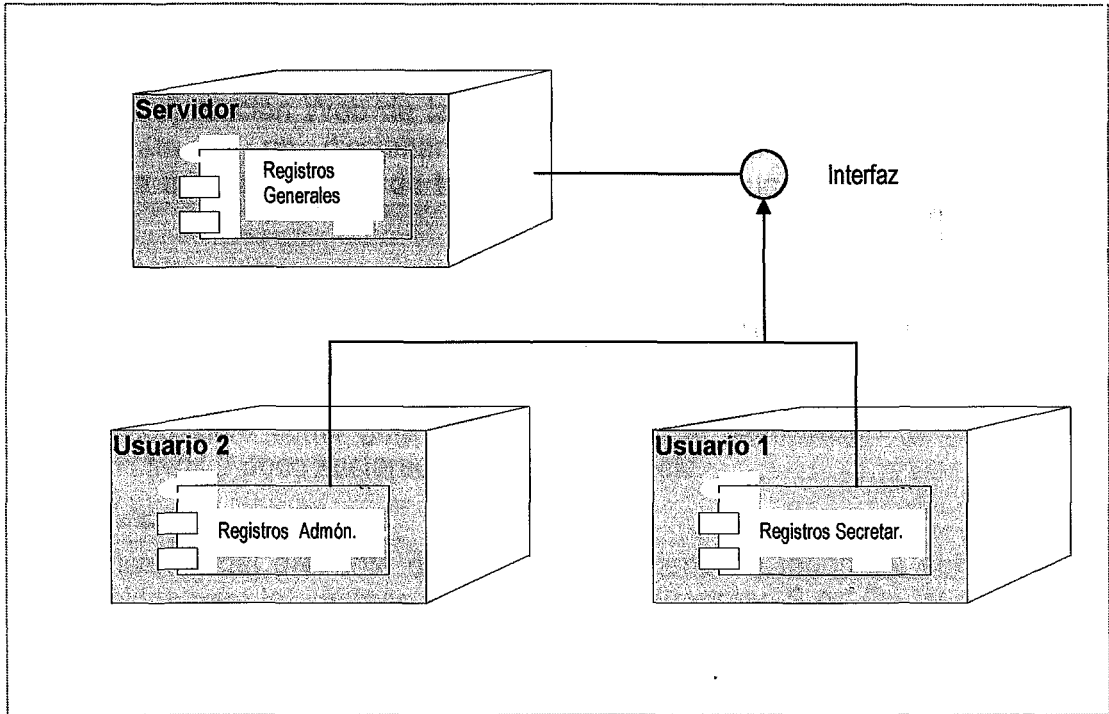 Servidor
Registros
Generales
Interfaz
Usuario 2
Registros Admón.
Usuario 1
Registros Secretar.